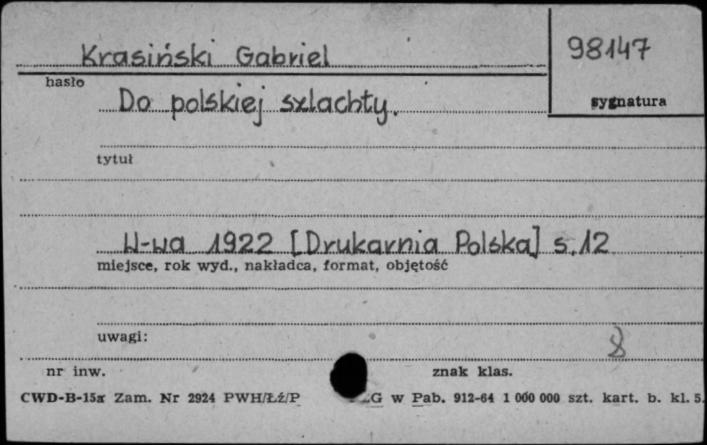 Krasiński Gabriel 98147
hasło
Do polskiej szlachty. sygnatura
tytuł
W-wa 1922 [Drukarnia Polska] s. 12
miejsce, rok wyd., nakładca, format, objętość
uwagi: 8
nr inw. znak klas.
CWD-B-15a Zam. Nr 2924 PWH/Łź/P G w Pab. 912-64 1 000 000 szt. kart. b. kl. 5.